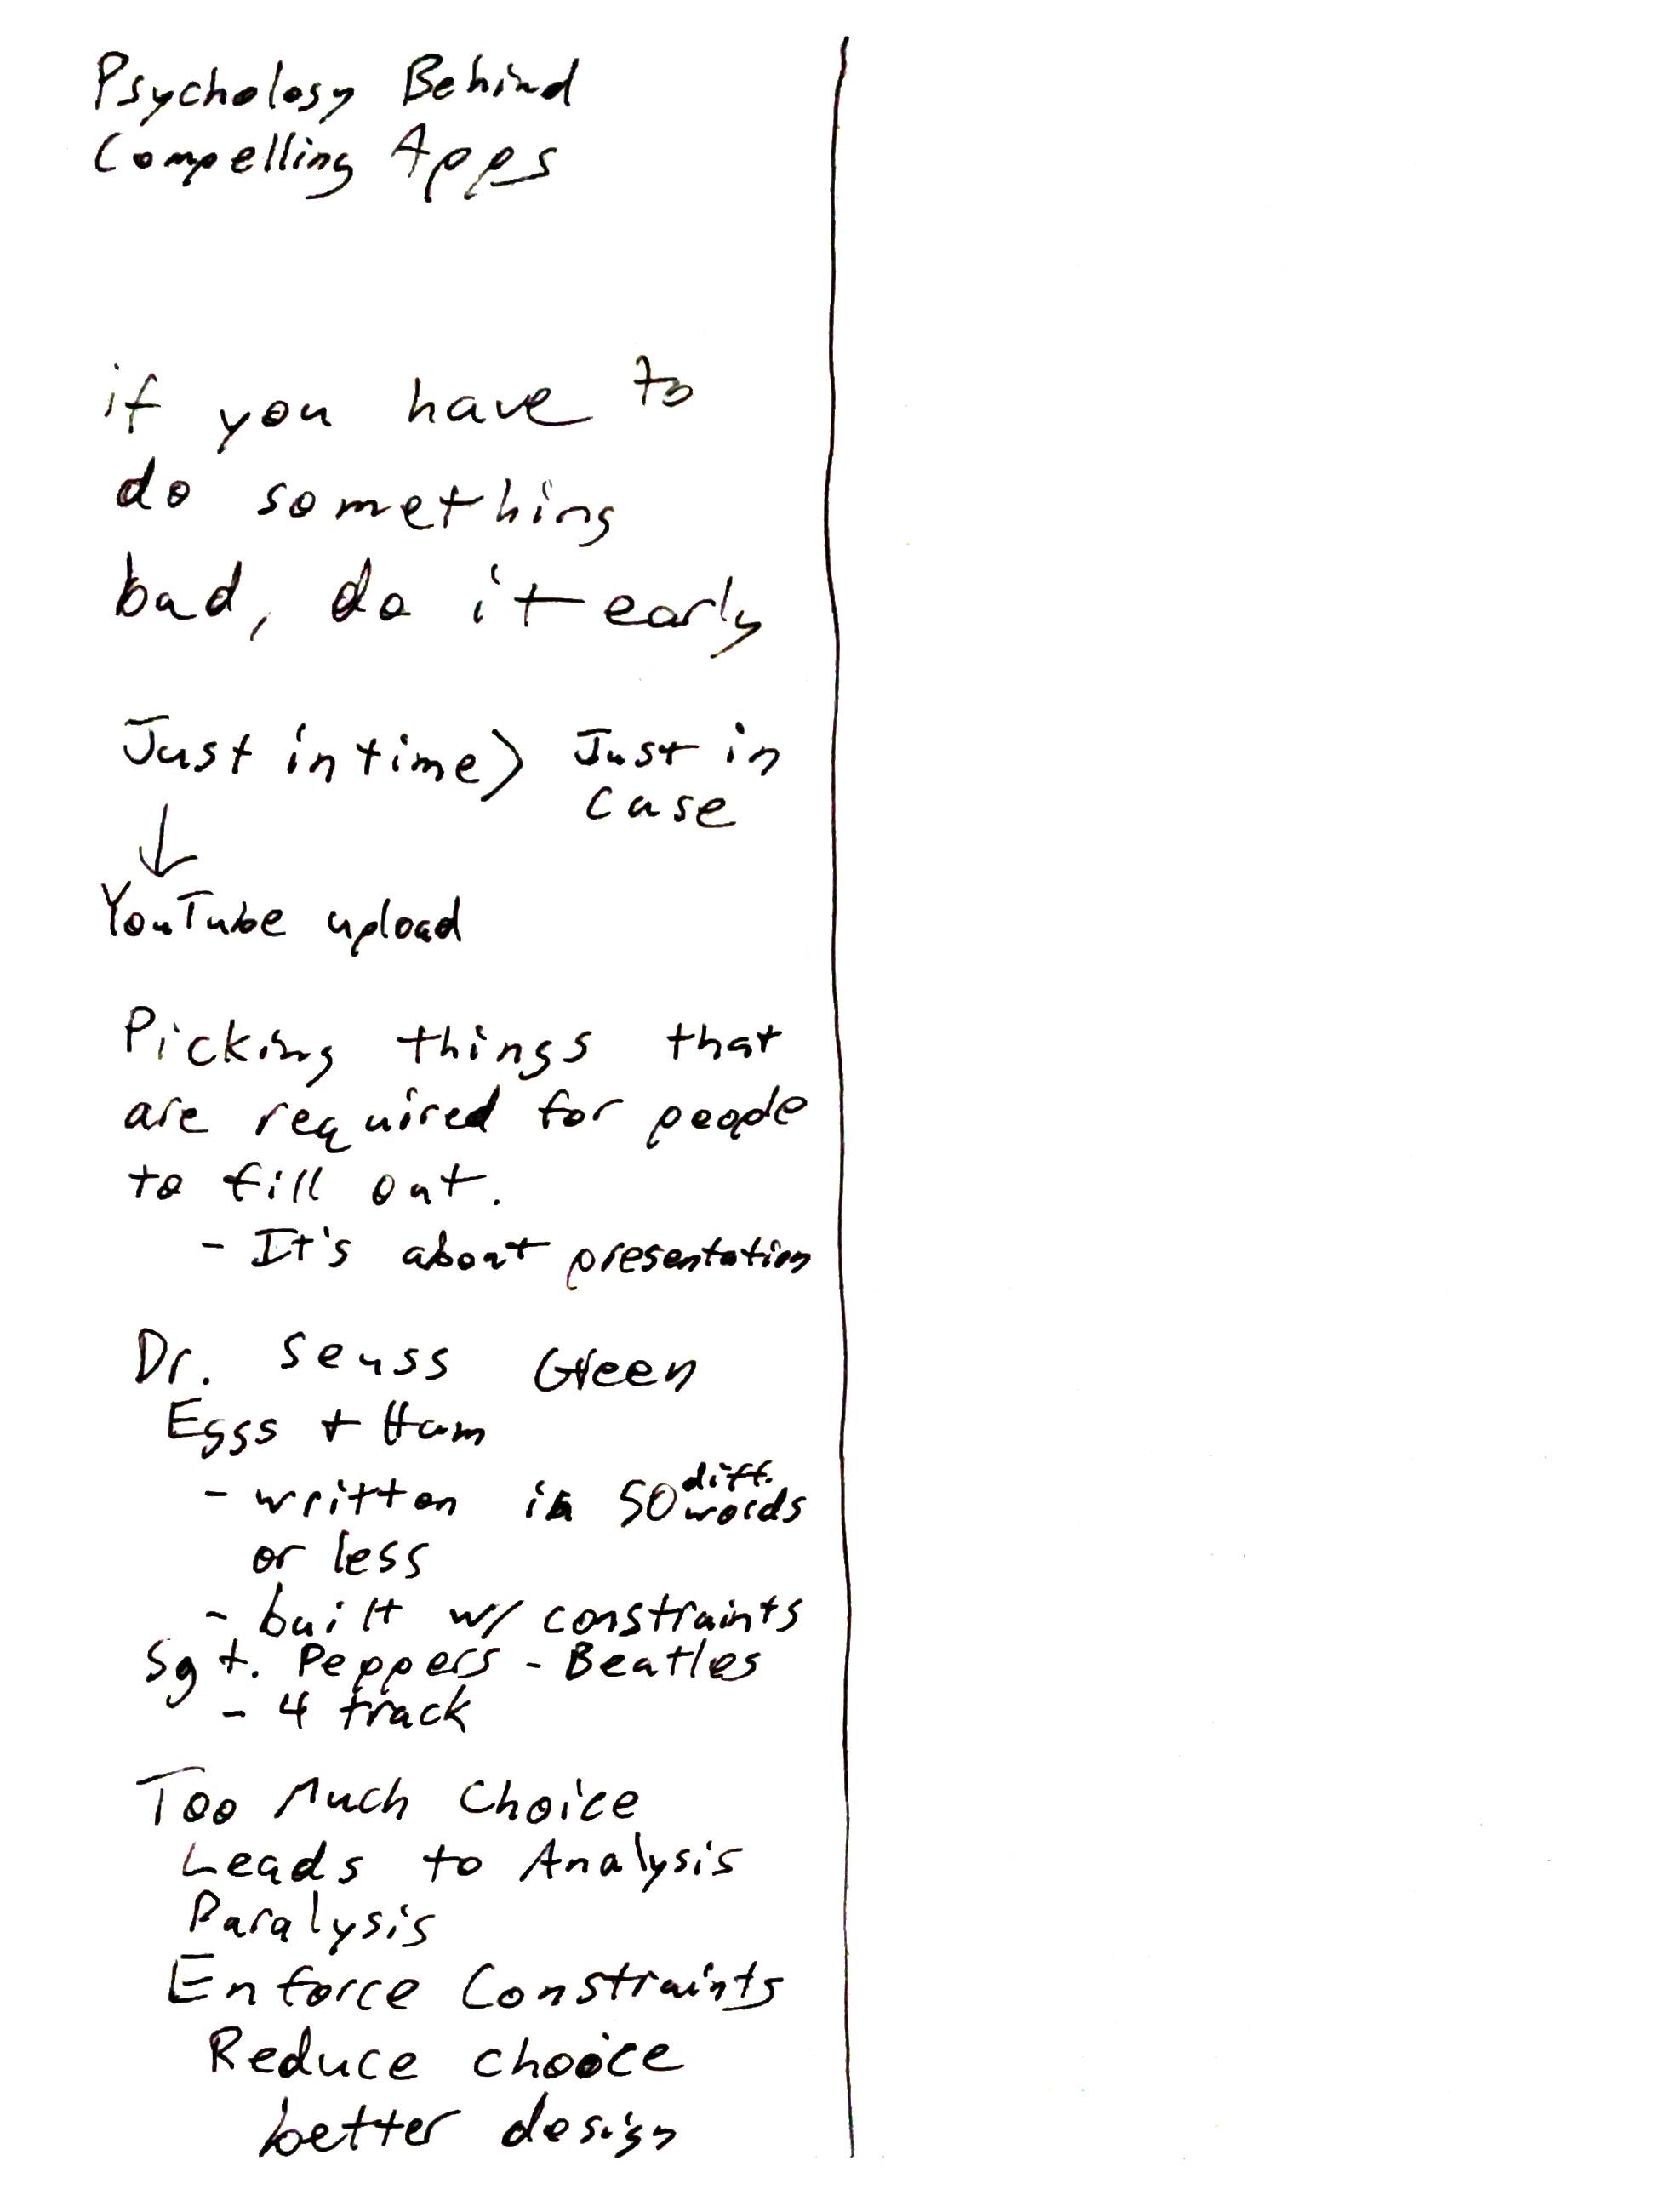 Psychology Behind
Compelling Apps
if you have to
do something
bad, do it early
Just in time > Just in
case
↓
YouTube upload
Picking things that
are required for people
to fill out.
- It's about presentation
Dr. Seuss Green
Eggs + Ham
- written in 50 diff. words
or less
- built w/ constraints
Sgt. Peppers - Beatles
- 4 track
Too Much Choice
Leads to Analysis
Paralysis
Enforce Constraints
Reduce choice
better design